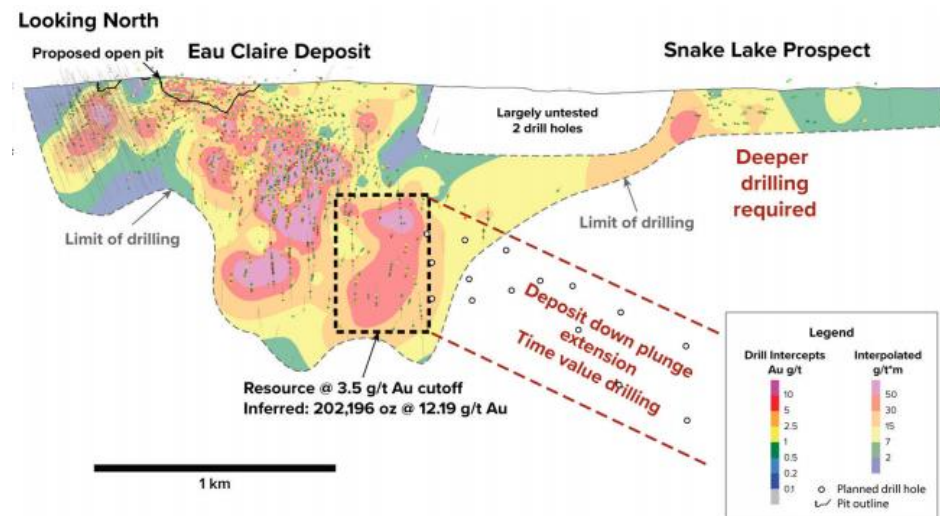 Looking North
Proposed open pit
Eau Claire Deposit
Snake Lake Prospect
Largely untested
2 drill holes
Deeper
drilling
required
Limit of drilling
Limit of drilling
Deposit down plunge
extension
Time value drilling
Resource @ 3.5 g/t Au cutoff
Inferred: 202,196 oz @ 12.19 g/t Au
1 km
Legend
Drill Intercepts
Au g/t
10
5
2.5
1
0.5
0.2
0.1
Interpolated
g/t*m
50
30
15
7
2
Planned drill hole
Pit outline